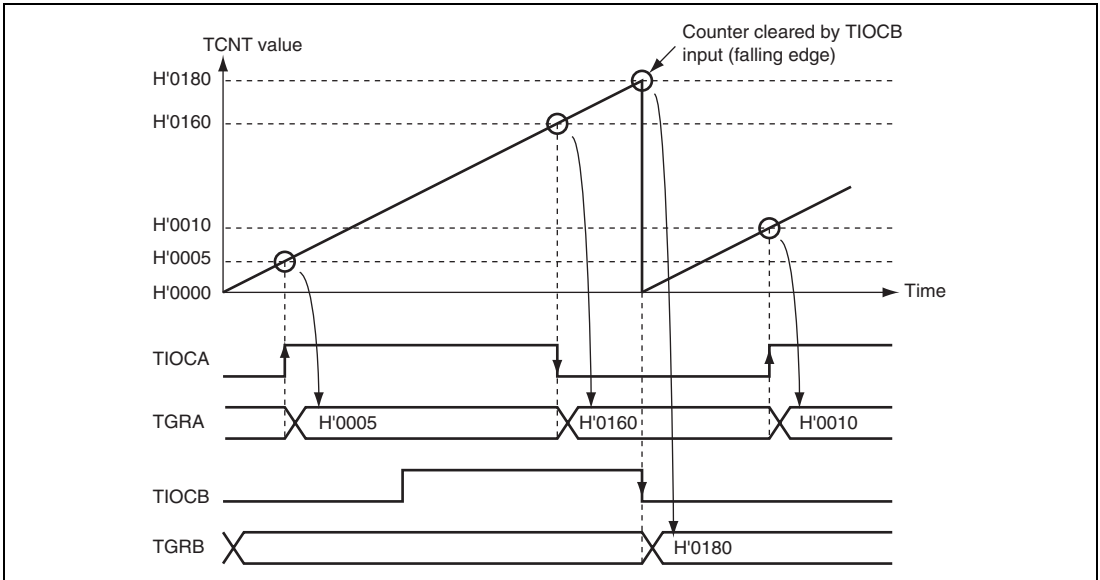 Counter cleared by TIOCB
input (falling edge)
TCNT value
H'0180
H'0160
H'0010
H'0005
H'0000
Time
TIOCA
TGRA
H'0005
H'0160
H'0010
TIOCB
TGRB
H'0180